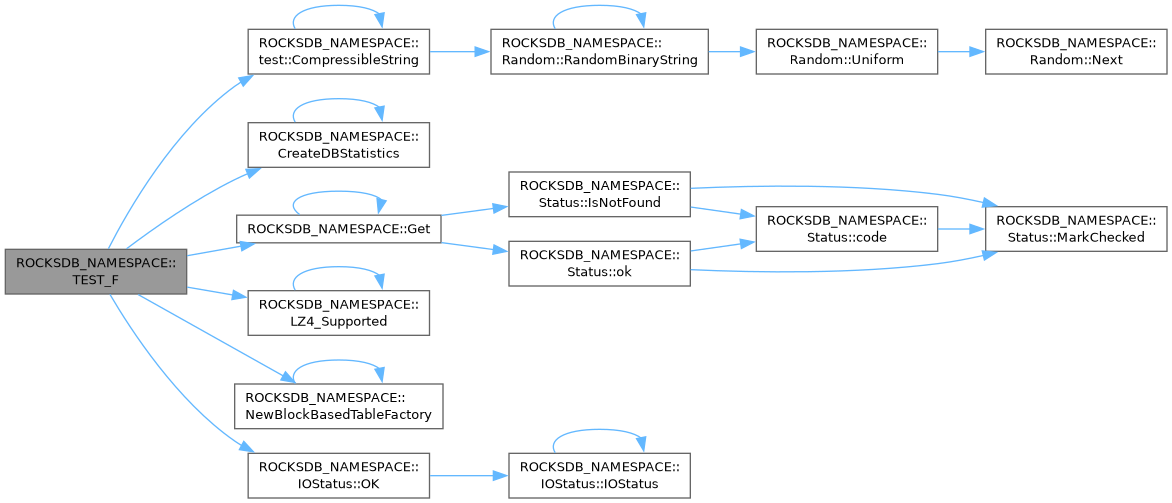 ROCKSDB_NAMESPACE::
test::CompressibleString
ROCKSDB_NAMESPACE::
Random::RandomBinaryString
ROCKSDB_NAMESPACE::
Random::Uniform
ROCKSDB_NAMESPACE::
Random::Next
ROCKSDB_NAMESPACE::
CreateDBStatistics
ROCKSDB_NAMESPACE::
Status::IsNotFound
ROCKSDB_NAMESPACE::Get
ROCKSDB_NAMESPACE::
Status::code
ROCKSDB_NAMESPACE::
Status::MarkChecked
ROCKSDB_NAMESPACE::
TEST_F
ROCKSDB_NAMESPACE::
Status::ok
ROCKSDB_NAMESPACE::
LZ4_Supported
ROCKSDB_NAMESPACE::
NewBlockBasedTableFactory
ROCKSDB_NAMESPACE::
IOStatus::OK
ROCKSDB_NAMESPACE::
IOStatus::IOStatus